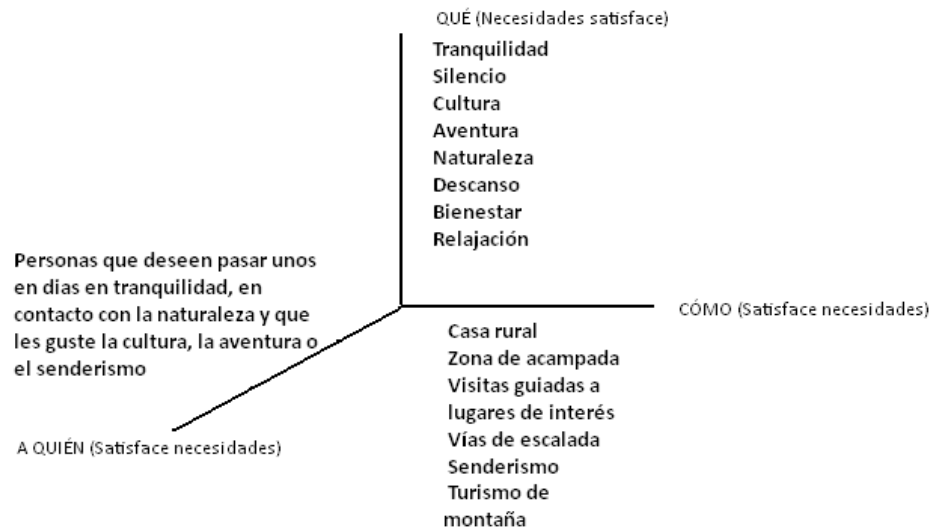 QUÉ (Necesidades satisface)
Tranquilidad
Silencio
Cultura
Aventura
Naturaleza
Descanso
Bienestar
Relajación
Personas que deseen pasar unos
en dias en tranquilidad, en
contacto con la naturaleza y que
les guste la cultura, la aventura o
el senderismo
CÓMO (Satisface necesidades)
Casa rural
Zona de acampada
Visitas guiadas a
lugares de interés
Vías de escalada
Senderismo
Turismo de
montaña
A QUIÉN (Satisface necesidades)